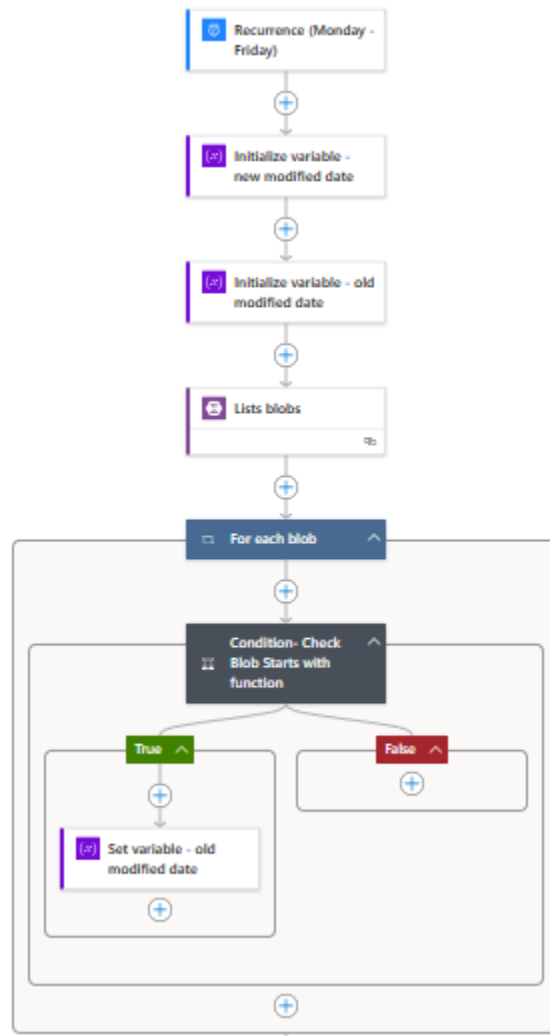 Recurrence (Monday -
Friday)
{x} Initialize variable -
new modified date
{x} Initialize variable - old
modified date
Lists blobs
For each blob
Condition- Check
Blob Starts with
function
True
False
{x} Set variable - old
modified date